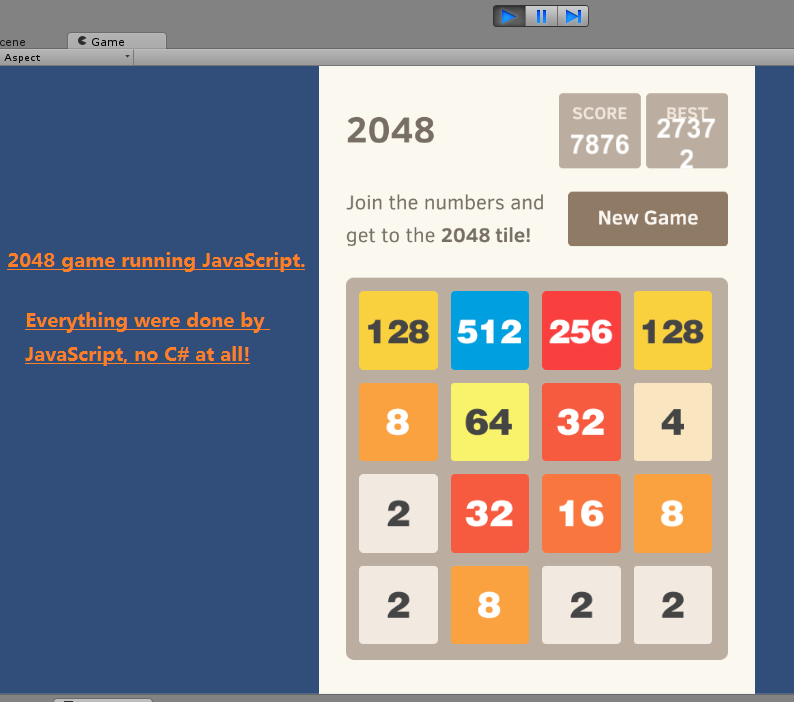 cene
Game
Aspect
2048
SCORE
7876
BEST
2737
2
Join the numbers and
get to the 2048 tile!
New Game
2048 game running JavaScript.
Everything were done by
JavaScript, no C# at all!
128 512 256 128
8 64 32 4
2 32 16 8
2 8 2 2